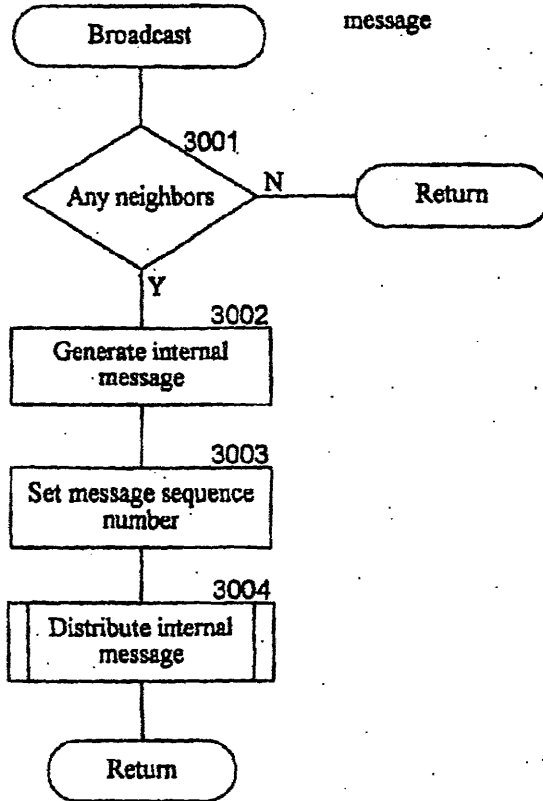 Broadcast
message
3001
Any neighbors
N
Return
Y
3002
Generate internal
message
3003
Set message sequence
number
3004
Distribute internal
message
Return